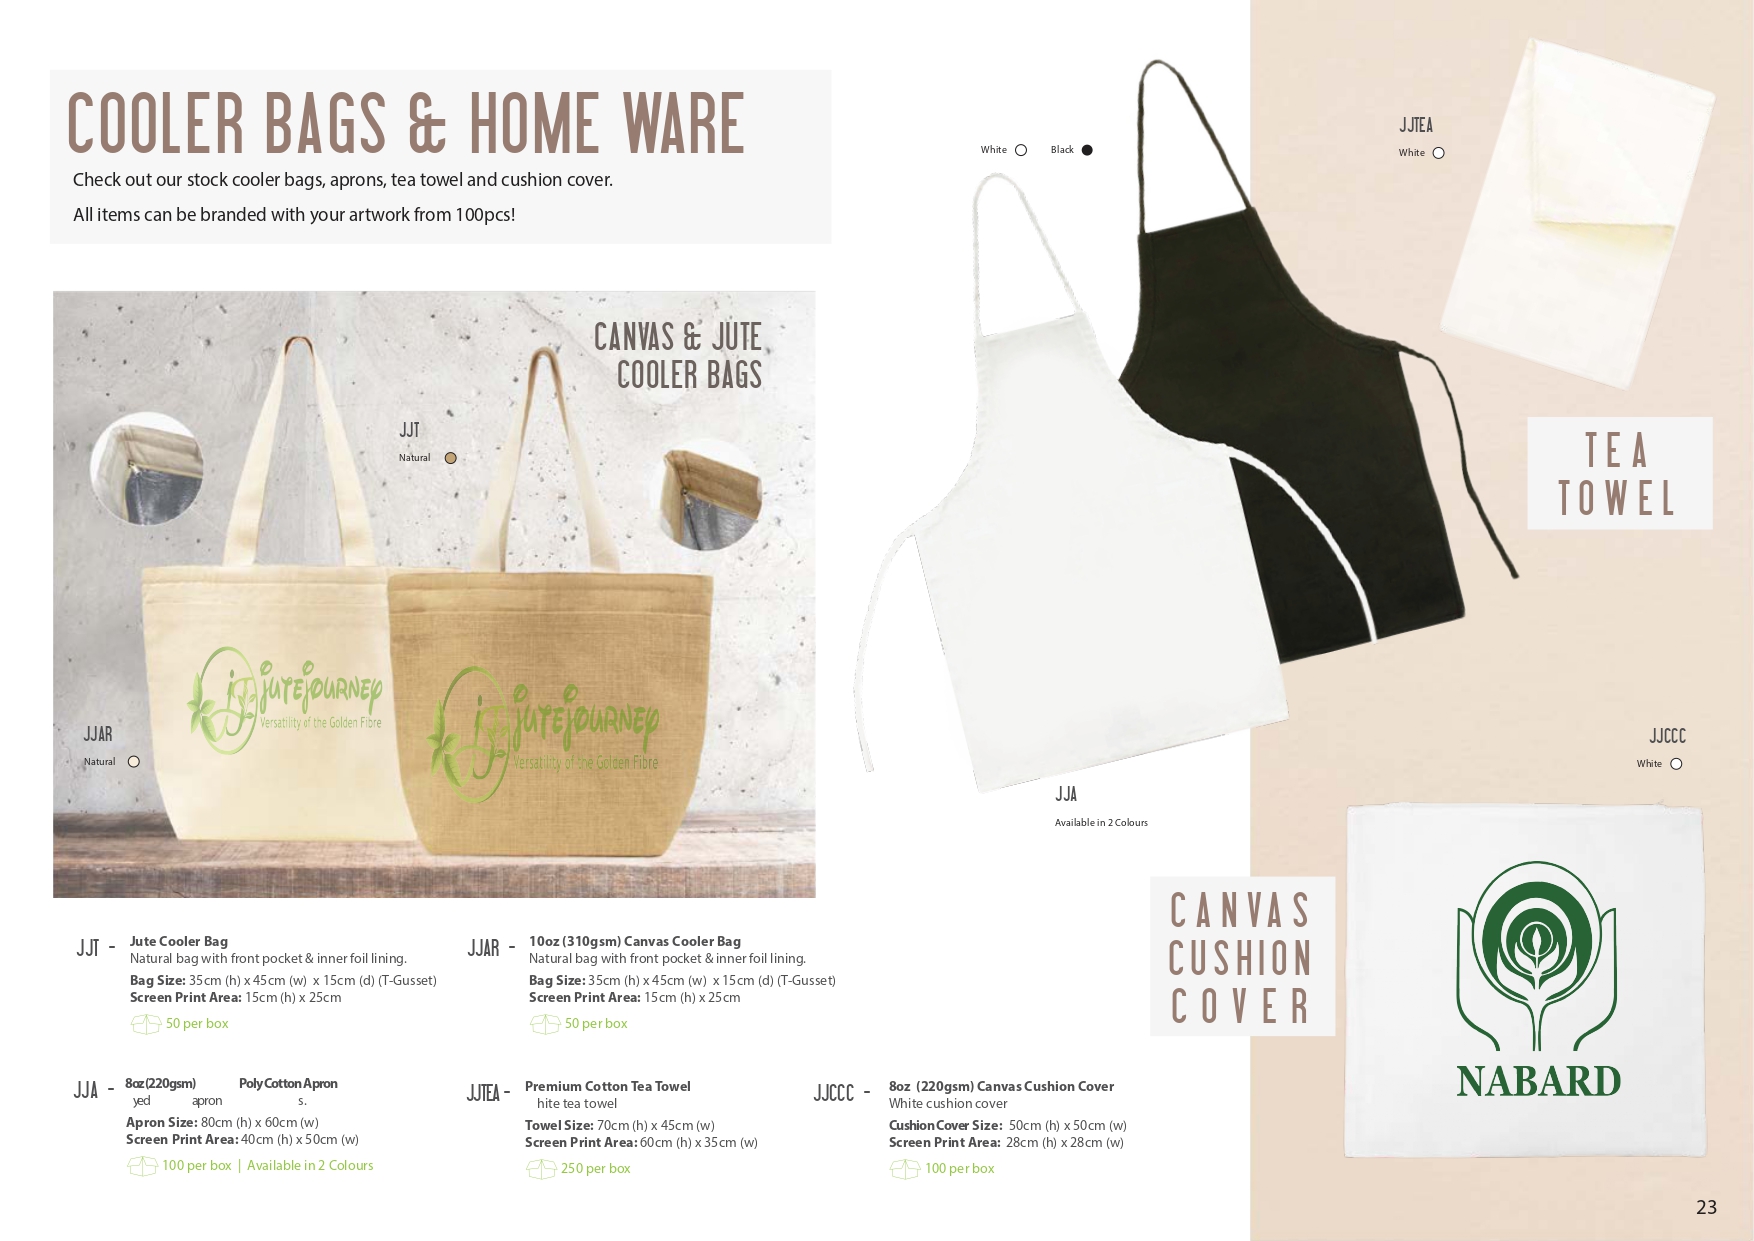 COOLER BAGS & HOME WARE
Check out our stock cooler bags, aprons, tea towel and cushion cover.
All items can be branded with your artwork from 100pcs!
CANVAS & JUTE
COOLER BAGS
JJT
Natural
JJAR
Natural
jutejourney
Versatility of the Golden Fibre
jutejourney
Versatility of the Golden Fibre
White
Black
JJA
Available in 2 Colours
JJTEA
White
TEA
TOWEL
JJCCC
White
CANVAS
CUSHION
COVER
NABARD
JJT - Jute Cooler Bag
Natural bag with front pocket & inner foil lining.
Bag Size: 35cm (h) x 45cm (w) x 15cm (d) (T-Gusset)
Screen Print Area: 15cm (h) x 25cm
50 per box
JJAR - 10oz (310gsm) Canvas Cooler Bag
Natural bag with front pocket & inner foil lining.
Bag Size: 35cm (h) x 45cm (w) x 15cm (d) (T-Gusset)
Screen Print Area: 15cm (h) x 25cm
50 per box
JJA - 8oz (220gsm) Poly Cotton Apron
yed apron s.
Apron Size: 80cm (h) x 60cm (w)
Screen Print Area: 40cm (h) x 50cm (w)
100 per box | Available in 2 Colours
JJTEA - Premium Cotton Tea Towel
hite tea towel
Towel Size: 70cm (h) x 45cm (w)
Screen Print Area: 60cm (h) x 35cm (w)
250 per box
JJCCC - 8oz (220gsm) Canvas Cushion Cover
White cushion cover
Cushion Cover Size: 50cm (h) x 50cm (w)
Screen Print Area: 28cm (h) x 28cm (w)
100 per box
23